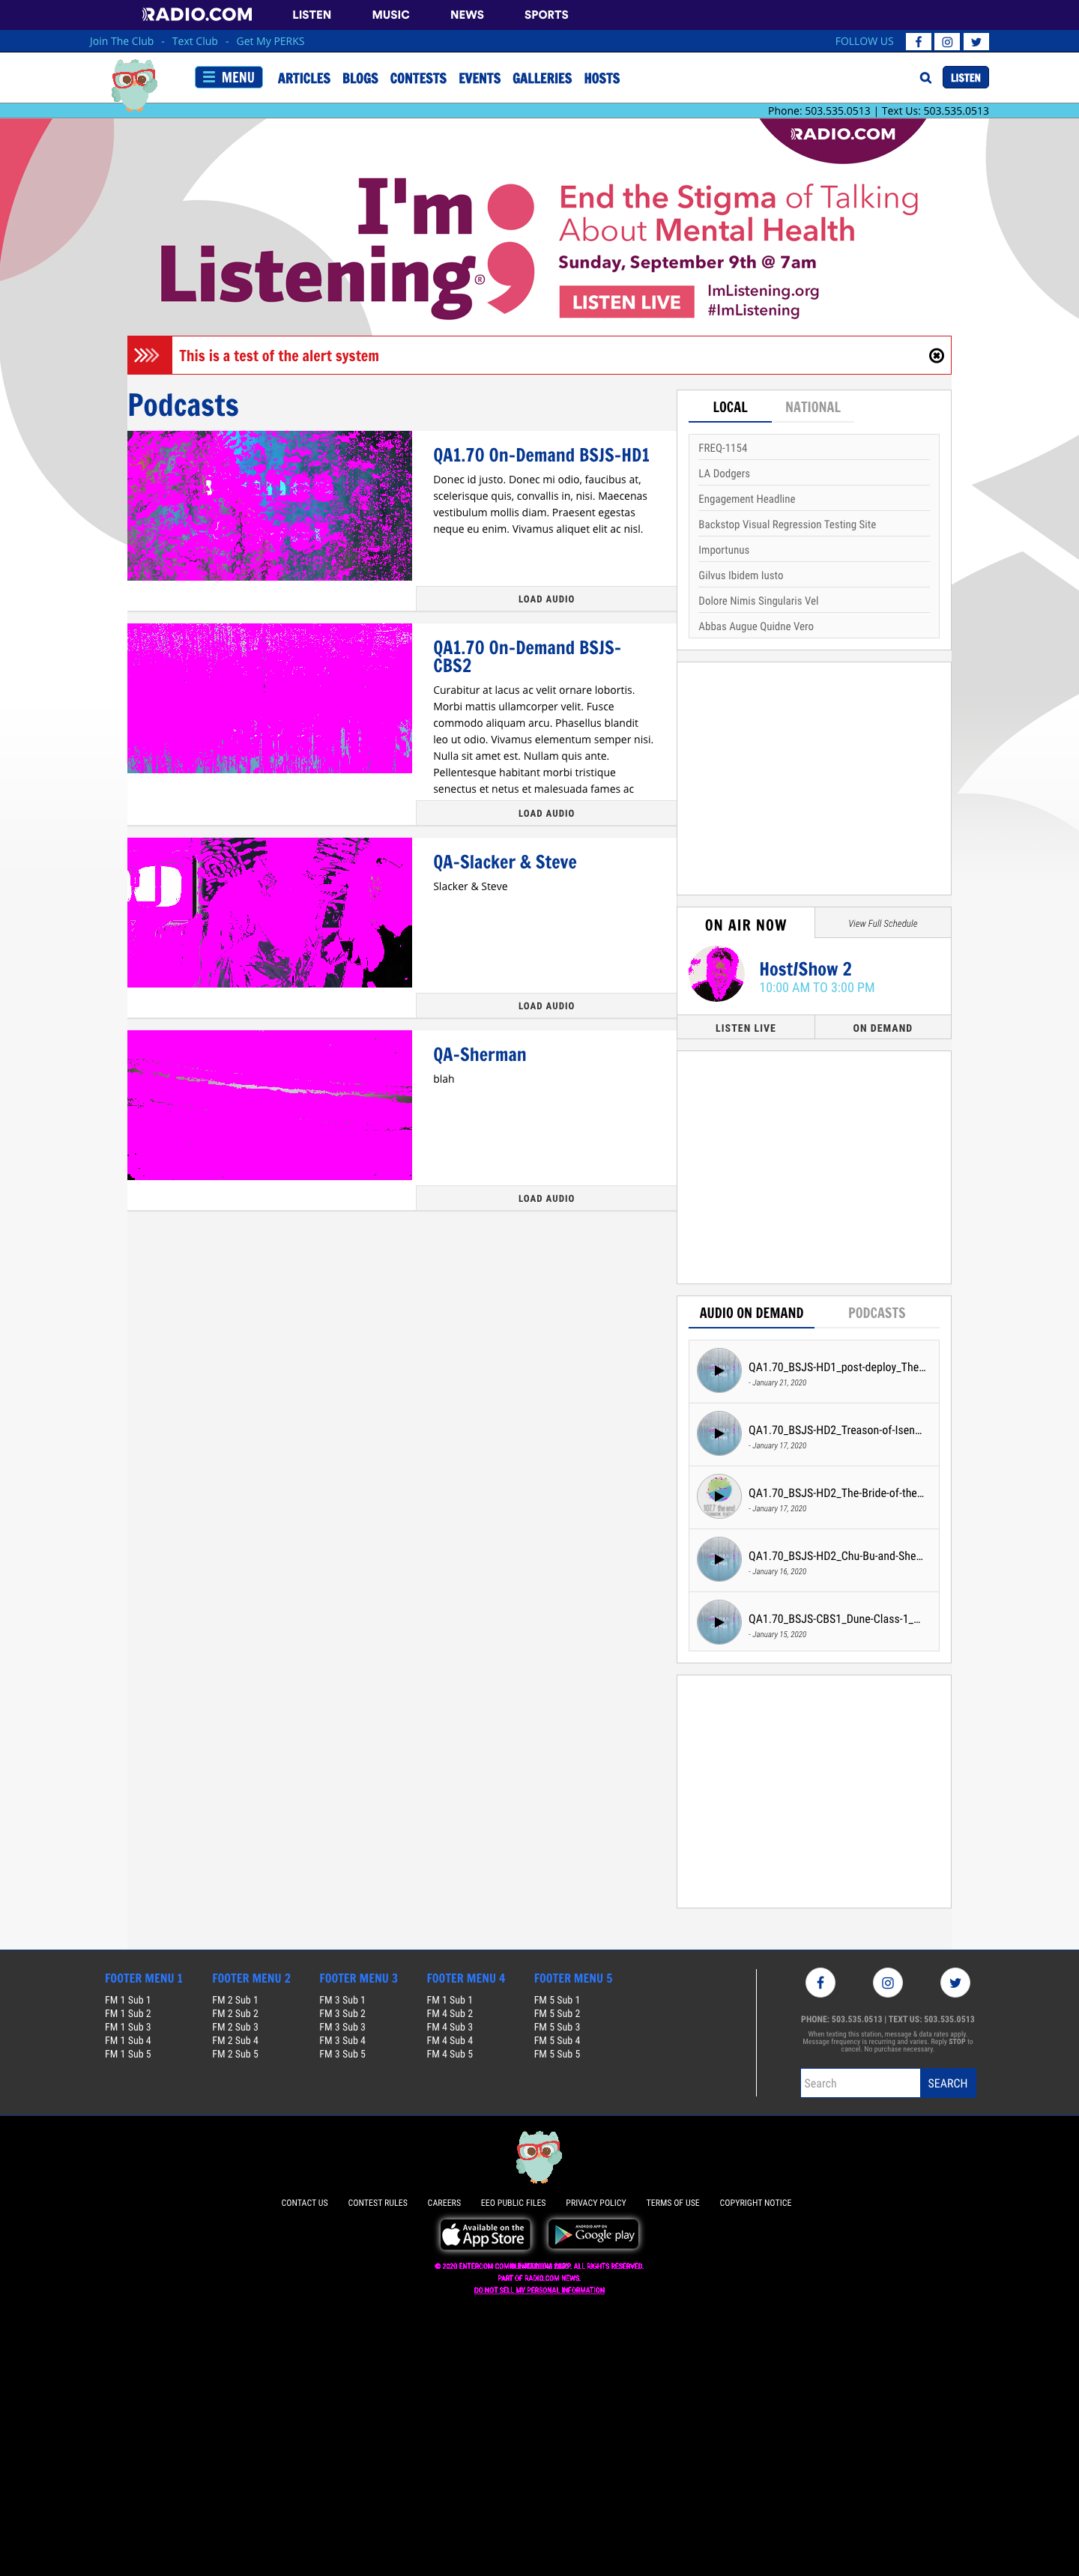 RADIO.COM LISTEN MUSIC NEWS SPORTS
Join The Club - Text Club - Get My PERKS FOLLOW US
MENU ARTICLES BLOGS CONTESTS EVENTS GALLERIES HOSTS LISTEN
Phone: 503.535.0513 | Text Us: 503.535.0513
RADIO.COM
I'm
Listening®
End the Stigma of Talking
About Mental Health
Sunday, September 9th @ 7am
LISTEN LIVE
ImListening.org
#ImListening
This is a test of the alert system
Podcasts
QA1.70 On-Demand BSJS-HD1
Donec id justo. Donec mi odio, faucibus at,
scelerisque quis, convallis in, nisi. Maecenas
vestibulum mollis diam. Praesent egestas
neque eu enim. Vivamus aliquet elit ac nisl.
LOAD AUDIO
QA1.70 On-Demand BSJS-
CBS2
Curabitur at lacus ac velit ornare lobortis.
Morbi mattis ullamcorper velit. Fusce
commodo aliquam arcu. Phasellus blandit
leo ut odio. Vivamus elementum semper nisi.
Nulla sit amet est. Nullam quis ante.
Pellentesque habitant morbi tristique
senectus et netus et malesuada fames ac
LOAD AUDIO
QA-Slacker & Steve
Slacker & Steve
LOAD AUDIO
QA-Sherman
blah
LOAD AUDIO
LOCAL NATIONAL
FREQ-1154
LA Dodgers
Engagement Headline
Backstop Visual Regression Testing Site
Importunus
Gilvus Ibidem Iusto
Dolore Nimis Singularis Vel
Abbas Augue Quidne Vero
ON AIR NOW View Full Schedule
Host/Show 2
10:00 AM TO 3:00 PM
LISTEN LIVE ON DEMAND
AUDIO ON DEMAND PODCASTS
QA1.70_BSJS-HD1_post-deploy_The...
- January 21, 2020
QA1.70_BSJS-HD2_Treason-of-Isen...
- January 17, 2020
QA1.70_BSJS-HD2_The-Bride-of-the...
- January 17, 2020
QA1.70_BSJS-HD2_Chu-Bu-and-She...
- January 16, 2020
QA1.70_BSJS-CBS1_Dune-Class-1_...
- January 15, 2020
FOOTER MENU 1 FOOTER MENU 2 FOOTER MENU 3 FOOTER MENU 4 FOOTER MENU 5
FM 1 Sub 1 FM 2 Sub 1 FM 3 Sub 1 FM 1 Sub 1 FM 5 Sub 1
FM 1 Sub 2 FM 2 Sub 2 FM 3 Sub 2 FM 4 Sub 2 FM 5 Sub 2
FM 1 Sub 3 FM 2 Sub 3 FM 3 Sub 3 FM 4 Sub 3 FM 5 Sub 3
FM 1 Sub 4 FM 2 Sub 4 FM 3 Sub 4 FM 4 Sub 4 FM 5 Sub 4
FM 1 Sub 5 FM 2 Sub 5 FM 3 Sub 5 FM 4 Sub 5 FM 5 Sub 5
PHONE: 503.535.0513 | TEXT US: 503.535.0513
When texting this station, message & data rates apply.
Message frequency is recurring and varies. Reply STOP to
cancel. No purchase necessary.
Search SEARCH
CONTACT US CONTEST RULES CAREERS EEO PUBLIC FILES PRIVACY POLICY TERMS OF USE COPYRIGHT NOTICE
Available on the
App Store
ANDROID APP ON
Google play
© 2020 ENTERCOM ALL RIGHTS RESERVED.
PART OF RADIO.COM NEWS.
DO NOT SELL MY PERSONAL INFORMATION